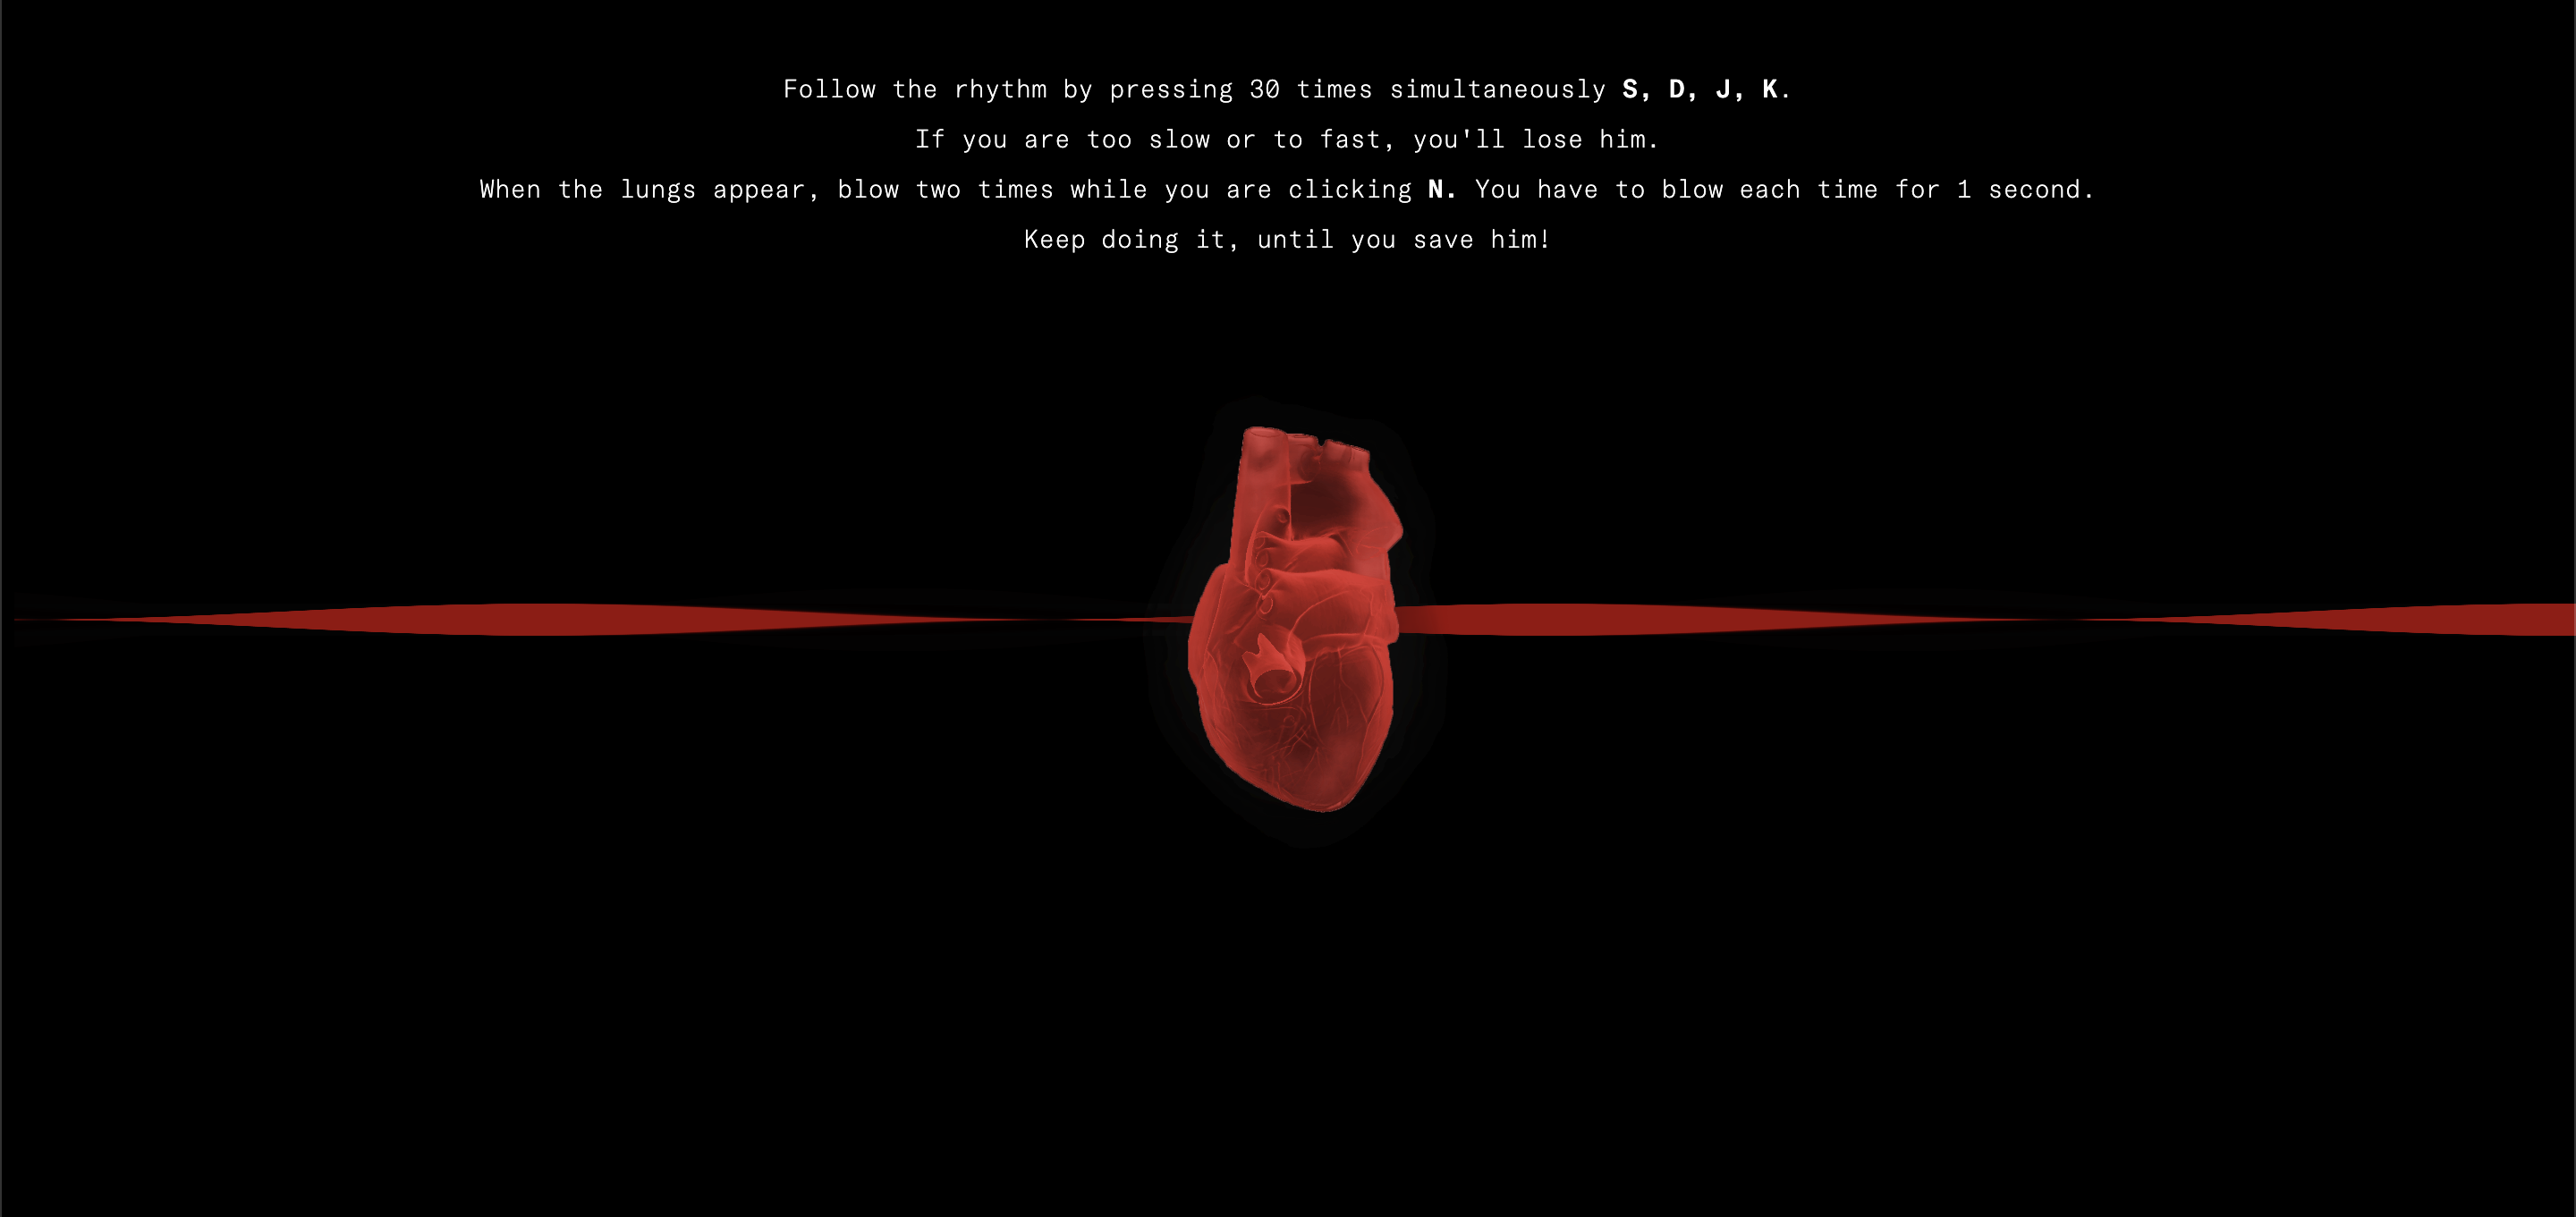 Follow the rhythm by pressing 30 times simultaneously S, D, J, K.
If you are too slow or to fast, you'll lose him.
When the lungs appear, blow two times while you are clicking N. You have to blow each time for 1 second.
Keep doing it, until you save him!